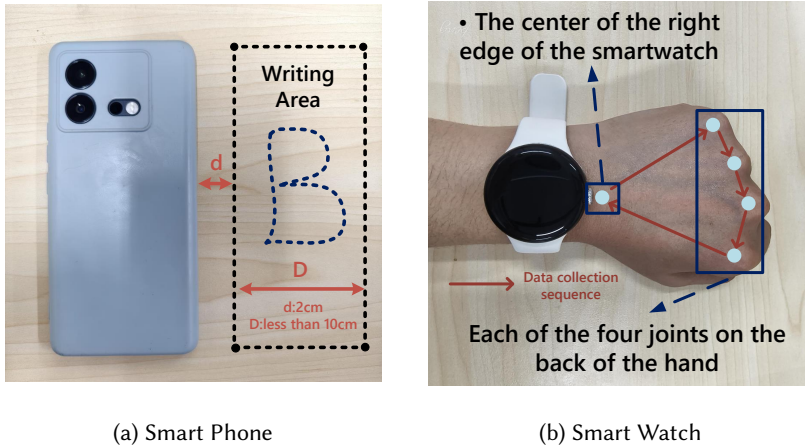 Writing
Area
d
B
D
d:2cm
D:less than 10cm
(a) Smart Phone
• The center of the right
edge of the smartwatch
Data collection
sequence
Each of the four joints on the
back of the hand
(b) Smart Watch